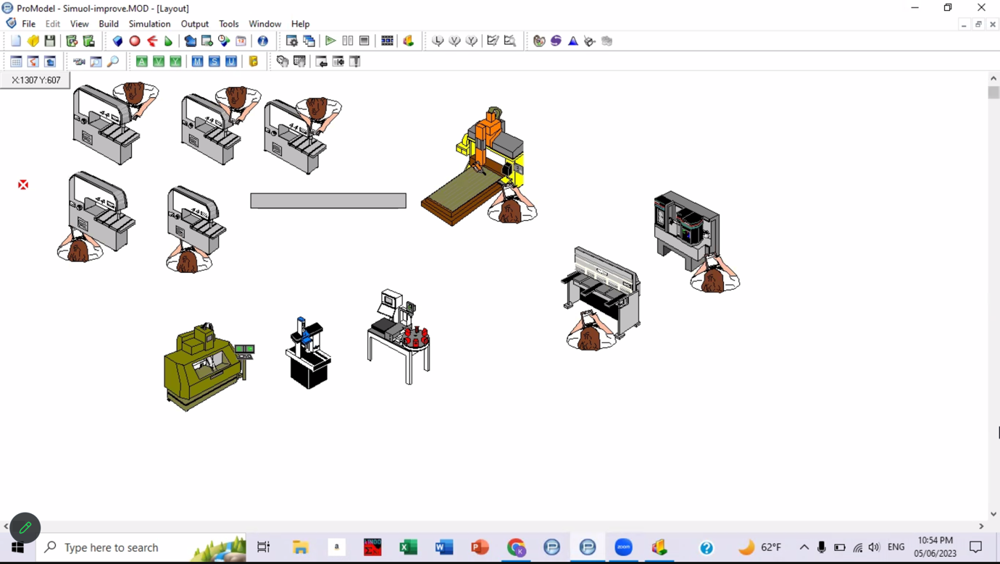 ProModel - Simuol-improve.MOD - [Layout]
File Edit View Build Simulation Output Tools Window Help
X:1307 Y:607
Type here to search
a
LINDO
62°F
ENG
10:54 PM
05/06/2023